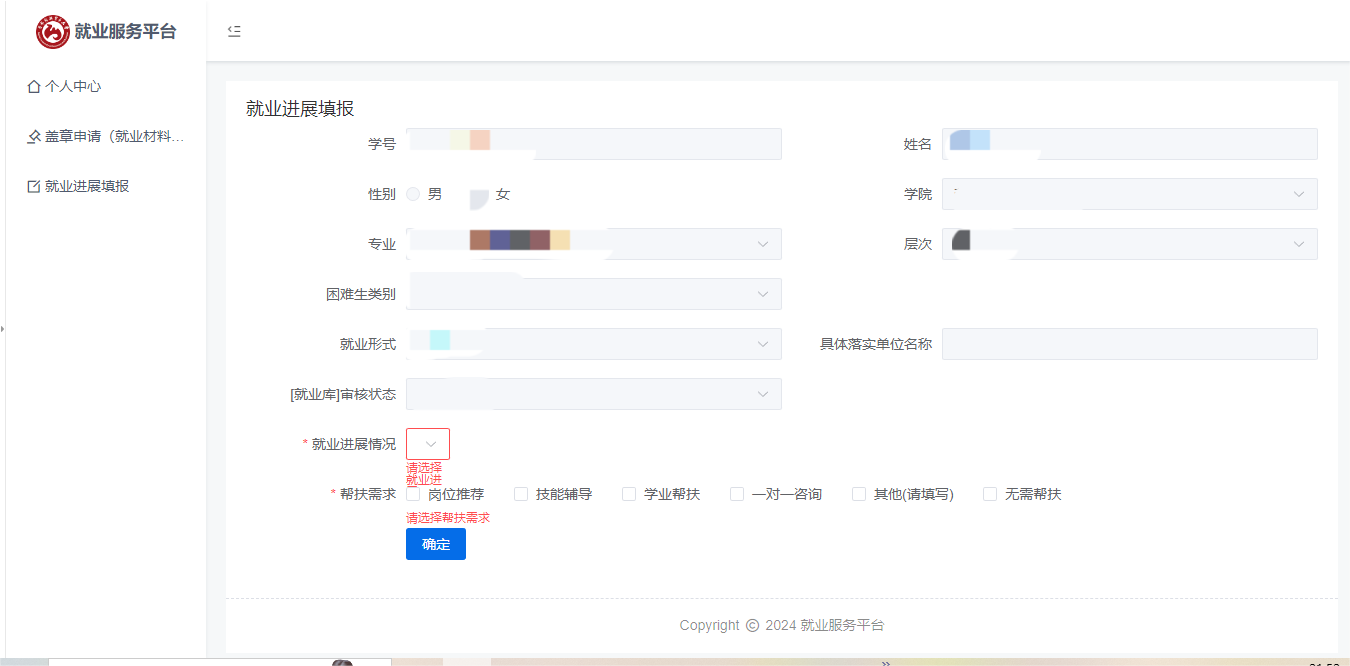 就业服务平台
个人中心
盖章申请（就业材料...
就业进展填报
就业进展填报
学号
姓名
性别 男 女
学院
专业
层次
困难生类别
就业形式
具体落实单位名称
[就业库]审核状态
* 就业进展情况
请选择
就业进
* 帮扶需求 岗位推荐 技能辅导 学业帮扶 一对一咨询 其他(请填写) 无需帮扶
请选择帮扶需求
确定
Copyright © 2024 就业服务平台